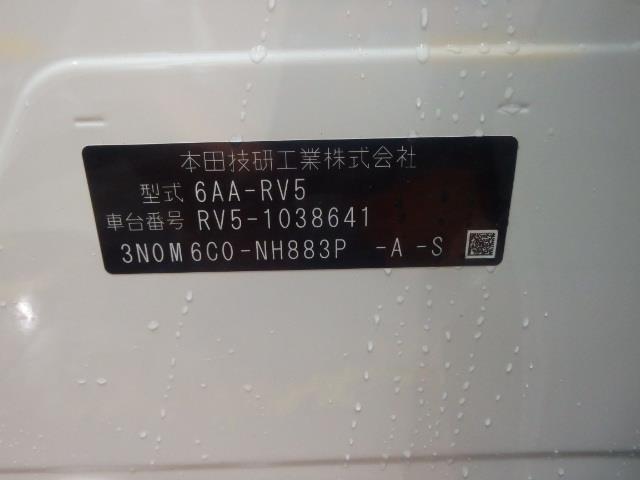 本田技研工業株式会社
型式 6AA-RV5
車台番号 RV5-1038641
3N0M6C0-NH883P -A -S